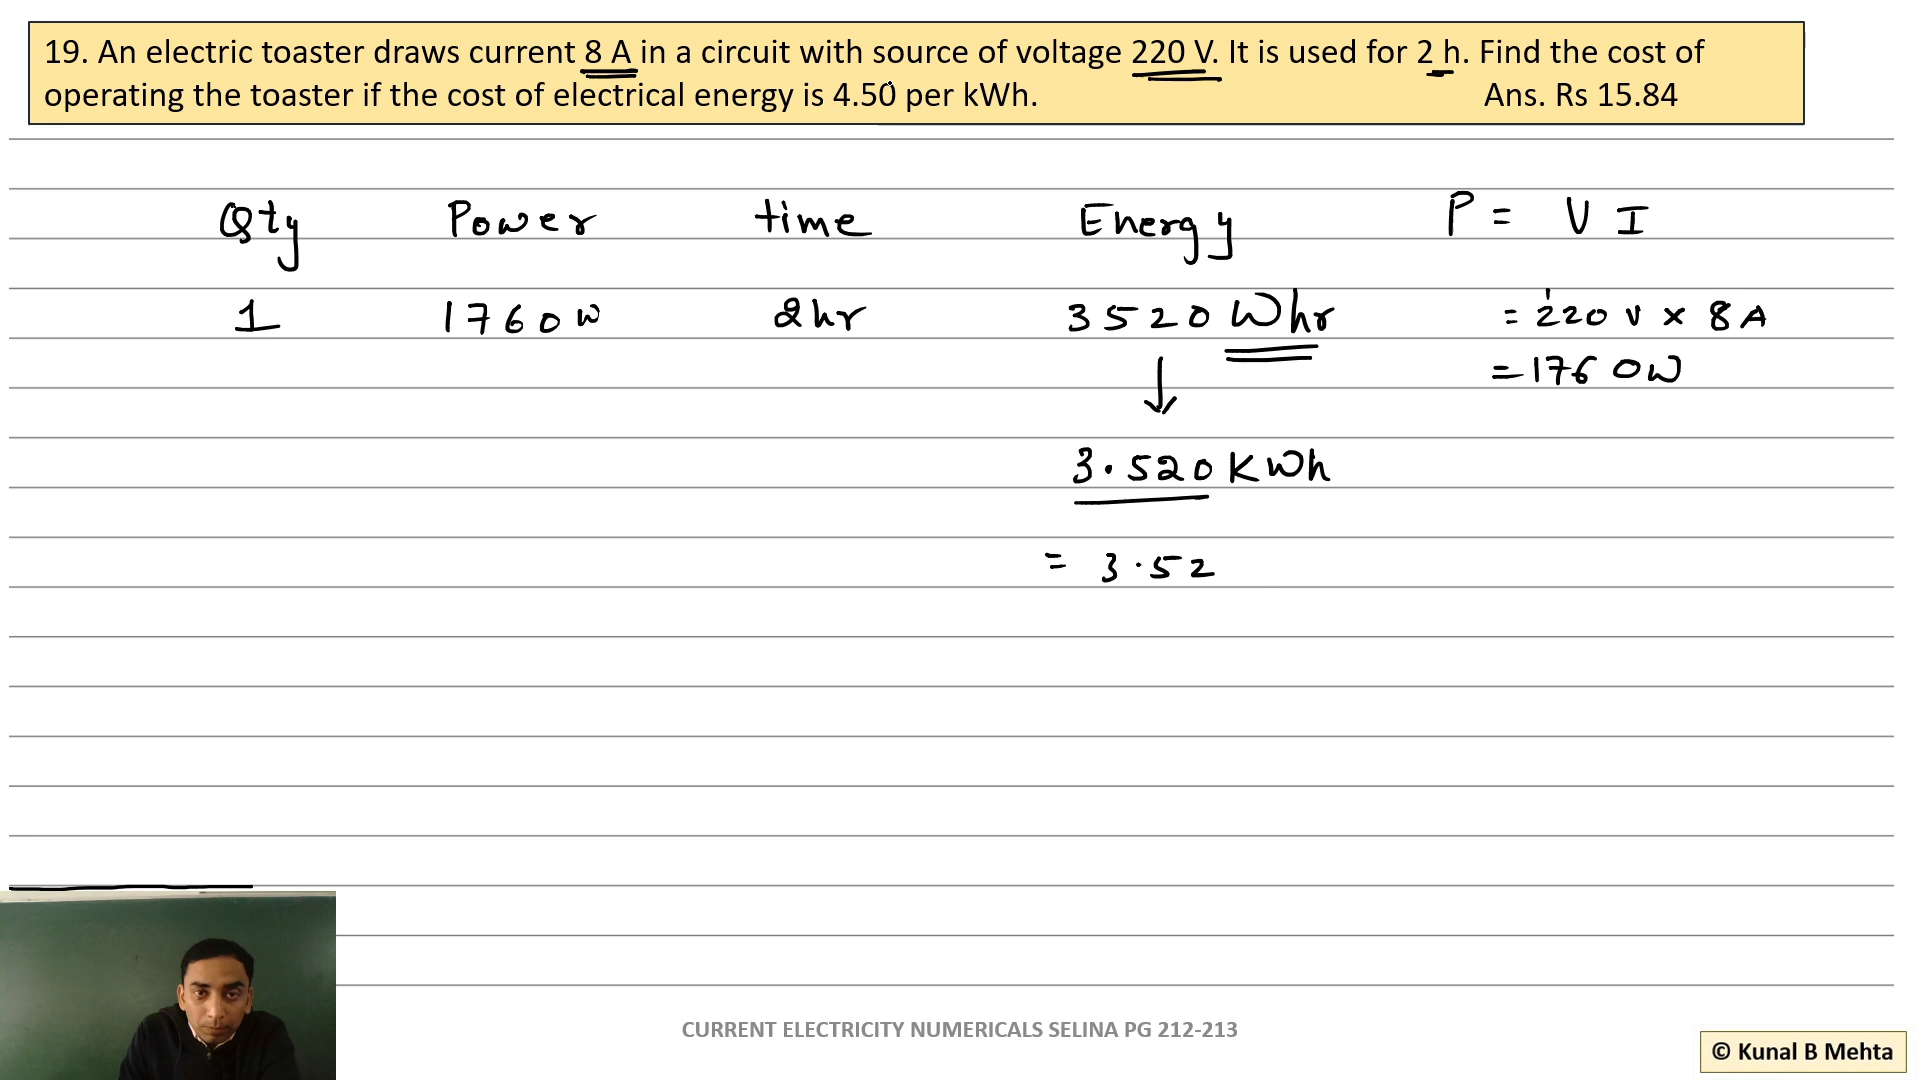 19. An electric toaster draws current 8 A in a circuit with source of voltage 220 V. It is used for 2 h. Find the cost of
operating the toaster if the cost of electrical energy is 4.50 per kWh. Ans. Rs 15.84
Qty Power time Energy P = V I
1 1760 W 2hr 3520 Whr = 220 V × 8 A
= 1760 W
↓
3.520 KWh
= 3.52
CURRENT ELECTRICITY NUMERICALS SELINA PG 212-213
© Kunal B Mehta